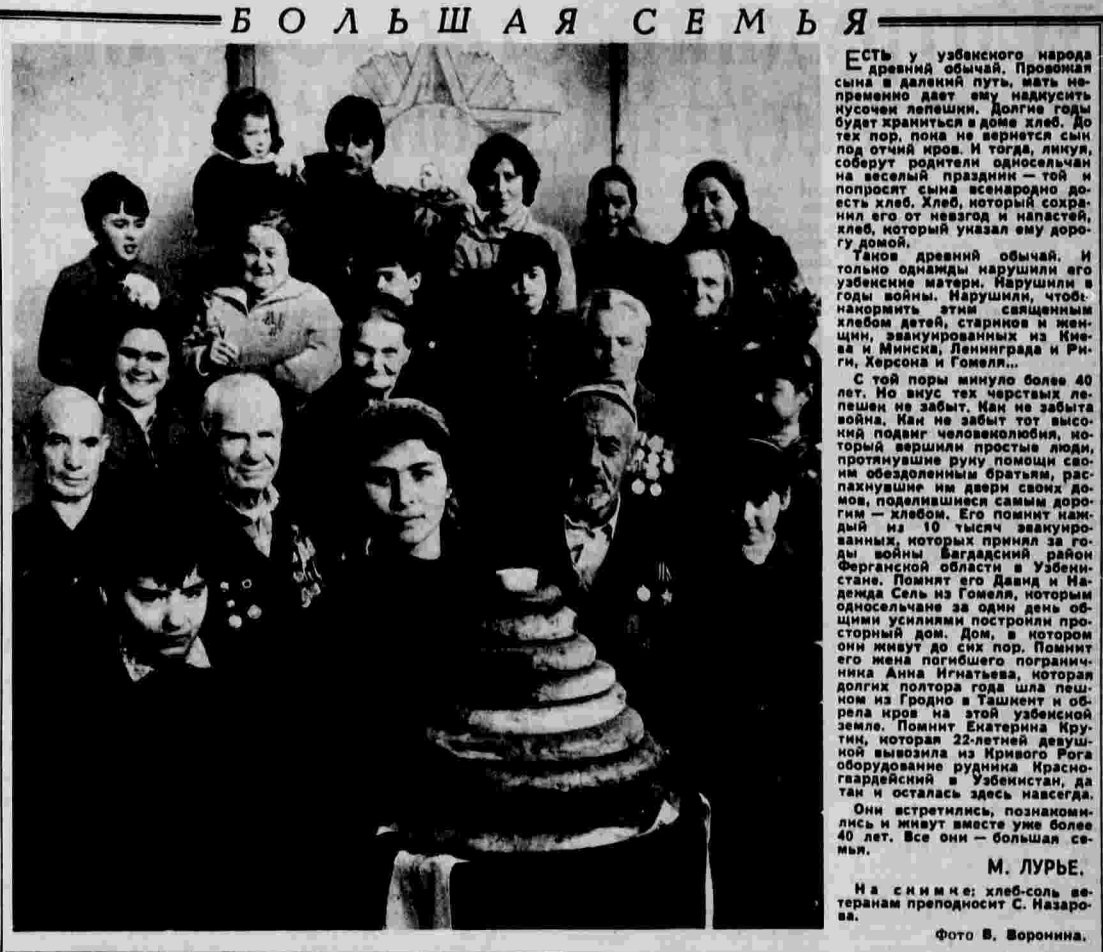 БОЛЬШАЯ СЕМЬЯ
ЕСТЬ у узбекского народа
древний обычай. Провожая
сына в далекий путь, мать не-
пременно дает ему надкусить
кусочек лепешки. Долгие годы
будет храниться в доме хлеб. До
тех пор, пока не вернется сын
под отчий кров. И тогда, ликуя,
соберут родители односельчан
на веселый праздник — той и
попросят сына всенародно до-
есть хлеб. Хлеб, который сохра-
нил его от невзгод и напастей,
хлеб, который указал ему доро-
гу домой.
Таков древний обычай. И
только однажды нарушили его
узбекские матери. Нарушили в
годы войны. Нарушили, чтобы
накормить этим священным
хлебом детей, стариков и жен-
щин, эвакуированных из Кие-
ва и Минска, Ленинграда и Ри-
ги, Херсона и Гомеля...
С той поры минуло более 40
лет. Но вкус тех черствых ле-
пешек не забыт. Как не забыта
война. Как не забыт тот высо-
кий подвиг человеколюбия, ко-
торый вершили простые люди,
протянувшие руку помощи сво-
им обездоленным братьям, рас-
пахнувшие им двери своих до-
мов, поделившиеся самым доро-
гим — хлебом. Его помнит каж-
дый из 10 тысяч эвакуиро-
ванных, которых принял за го-
ды войны Багдадский район
Ферганской области в Узбеки-
стане. Помнят его Давид и На-
дежда Сель из Гомеля, которым
односельчане за один день об-
щими усилиями построили про-
сторный дом. Дом, в котором
они живут до сих пор. Помнит
его жена погибшего погранич-
ника Анна Игнатьева, которая
долгих полтора года шла пеш-
ком из Гродно в Ташкент и об-
рела кров на этой узбекской
земле. Помнит Екатерина Кру-
тик, которая 22-летней девуш-
кой вывозила из Кривого Рога
оборудование рудника Красно-
гвардейский в Узбекистан, да
так и осталась здесь навсегда.
Они встретились, познакоми-
лись и живут вместе уже более
40 лет. Все они — большая се-
мья.
М. ЛУРЬЕ.
На снимке: хлеб-соль ве-
теранам преподносит С. Назаро-
ва.
Фото В. Воронина.